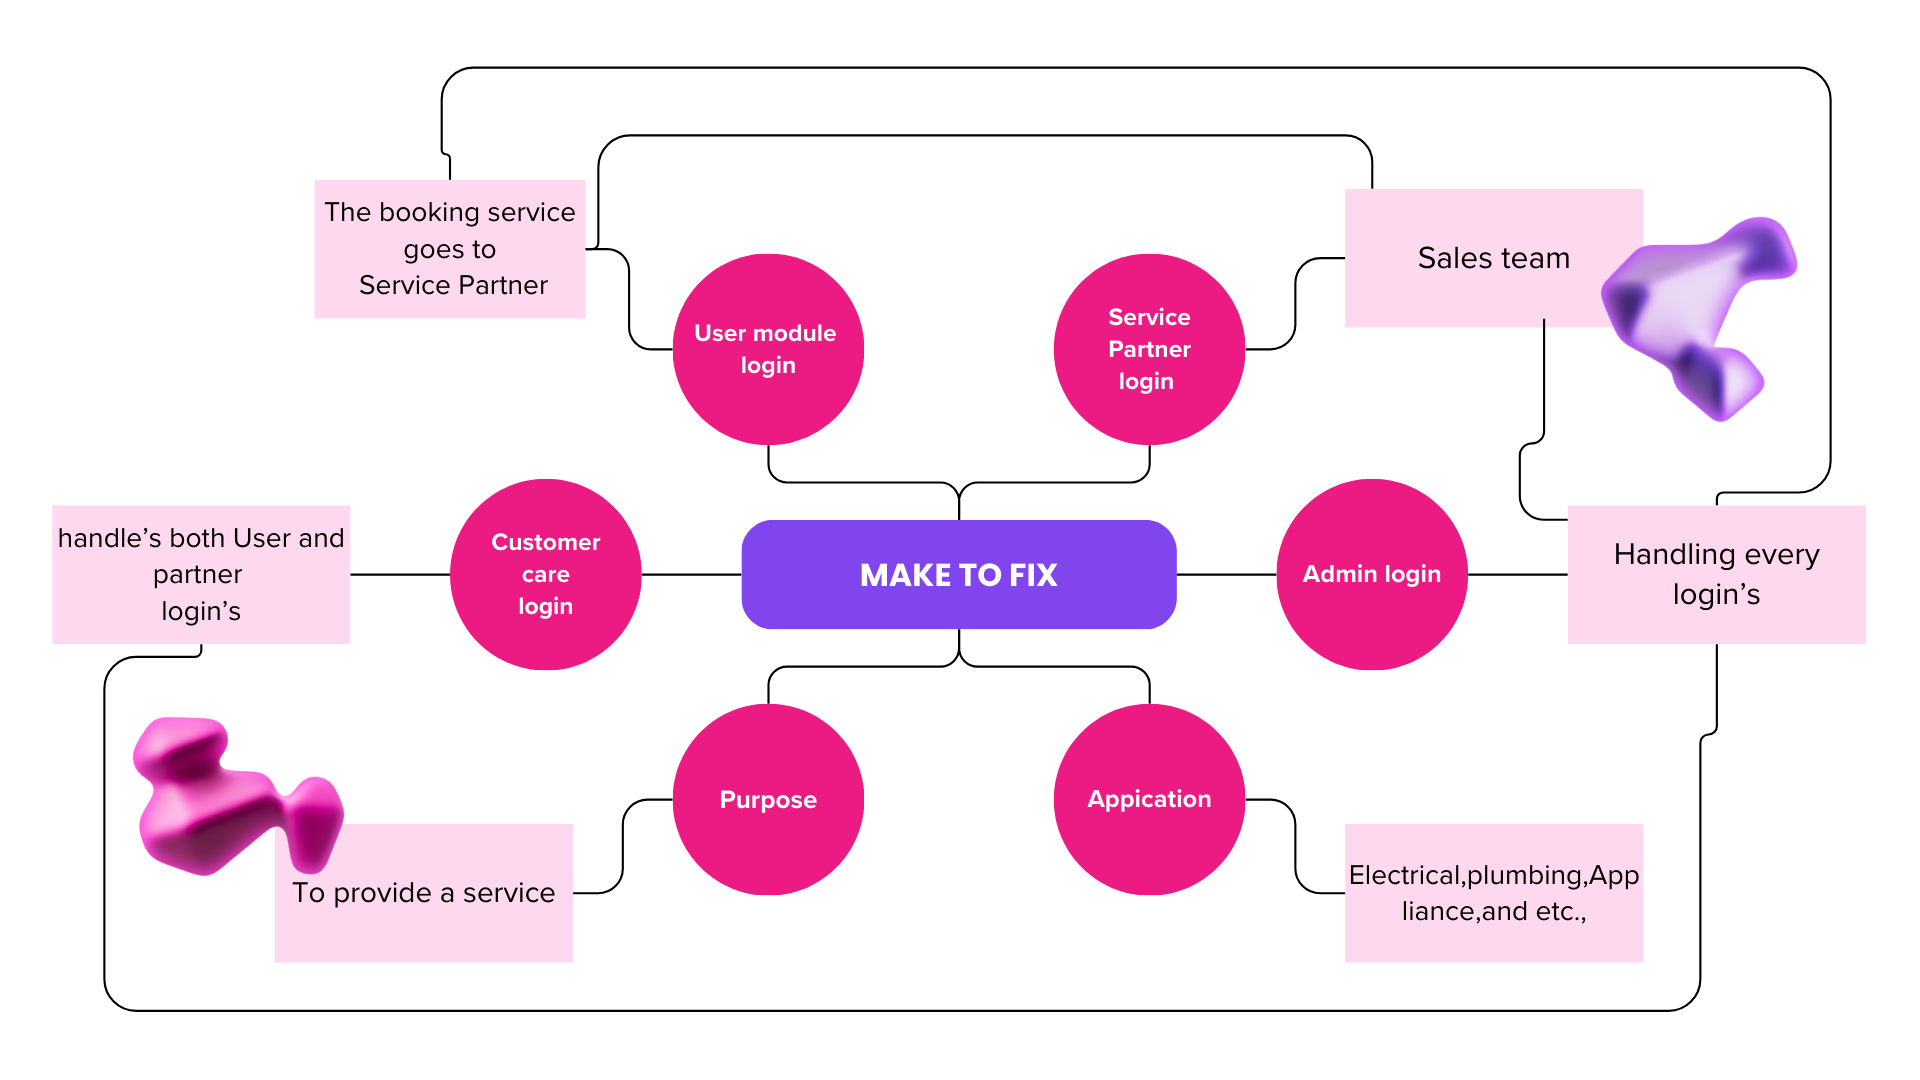 The booking service
goes to
Service Partner
Sales team
User module
login
Service
Partner
login
handle’s both User and
partner
login’s
Customer
care
login
MAKE TO FIX
Admin login
Handling every
login’s
Purpose
Appication
To provide a service
Electrical,plumbing,App
liance,and etc.,